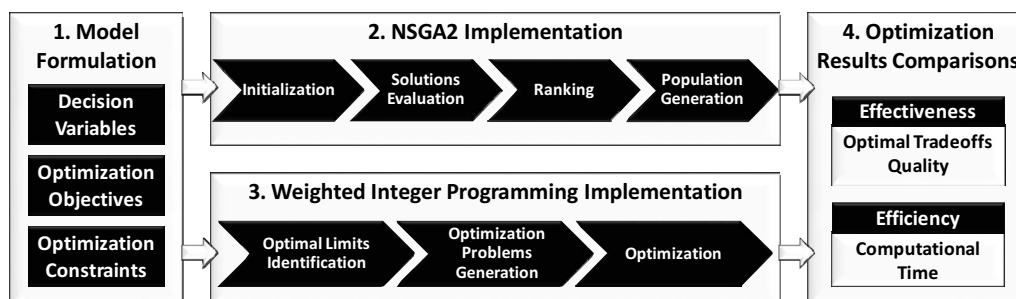 1. Model
Formulation
Decision
Variables
Optimization
Objectives
Optimization
Constraints
2. NSGA2 Implementation
Initialization
Solutions
Evaluation
Ranking
Population
Generation
3. Weighted Integer Programming Implementation
Optimal Limits
Identification
Optimization
Problems
Generation
Optimization
4. Optimization
Results Comparisons
Effectiveness
Optimal Tradeoffs
Quality
Efficiency
Computational
Time